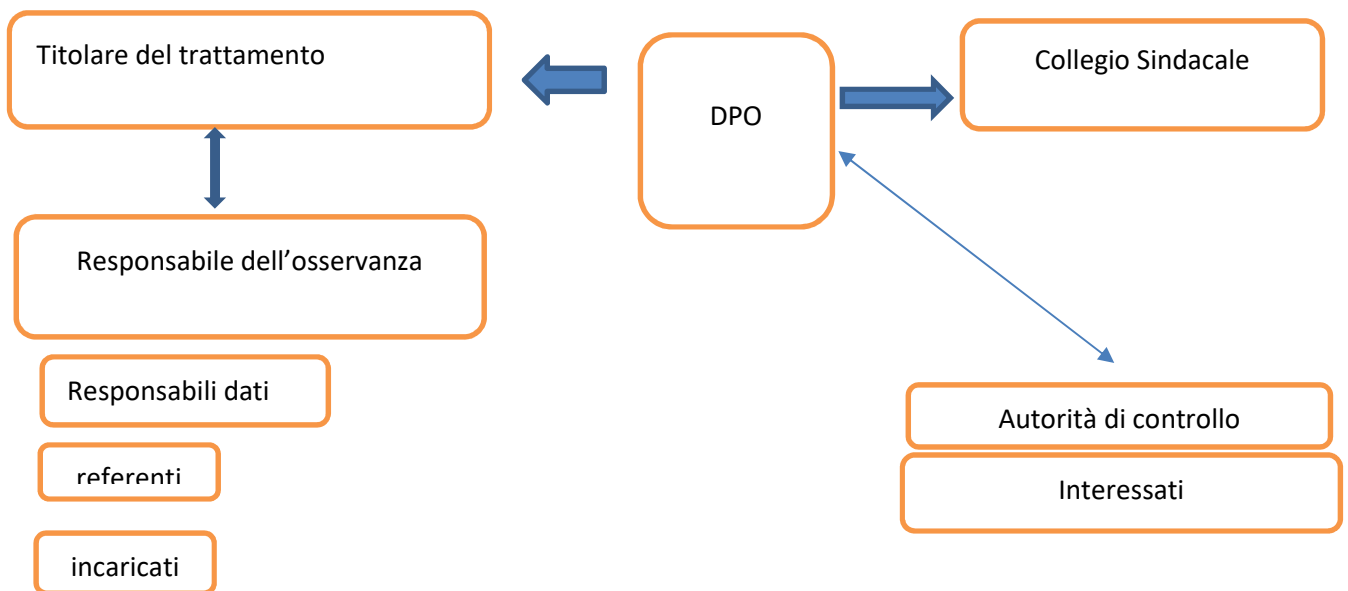 Titolare del trattamento
DPO
Collegio Sindacale
Responsabile dell’osservanza
Responsabili dati
referenti
incaricati
Autorità di controllo
Interessati